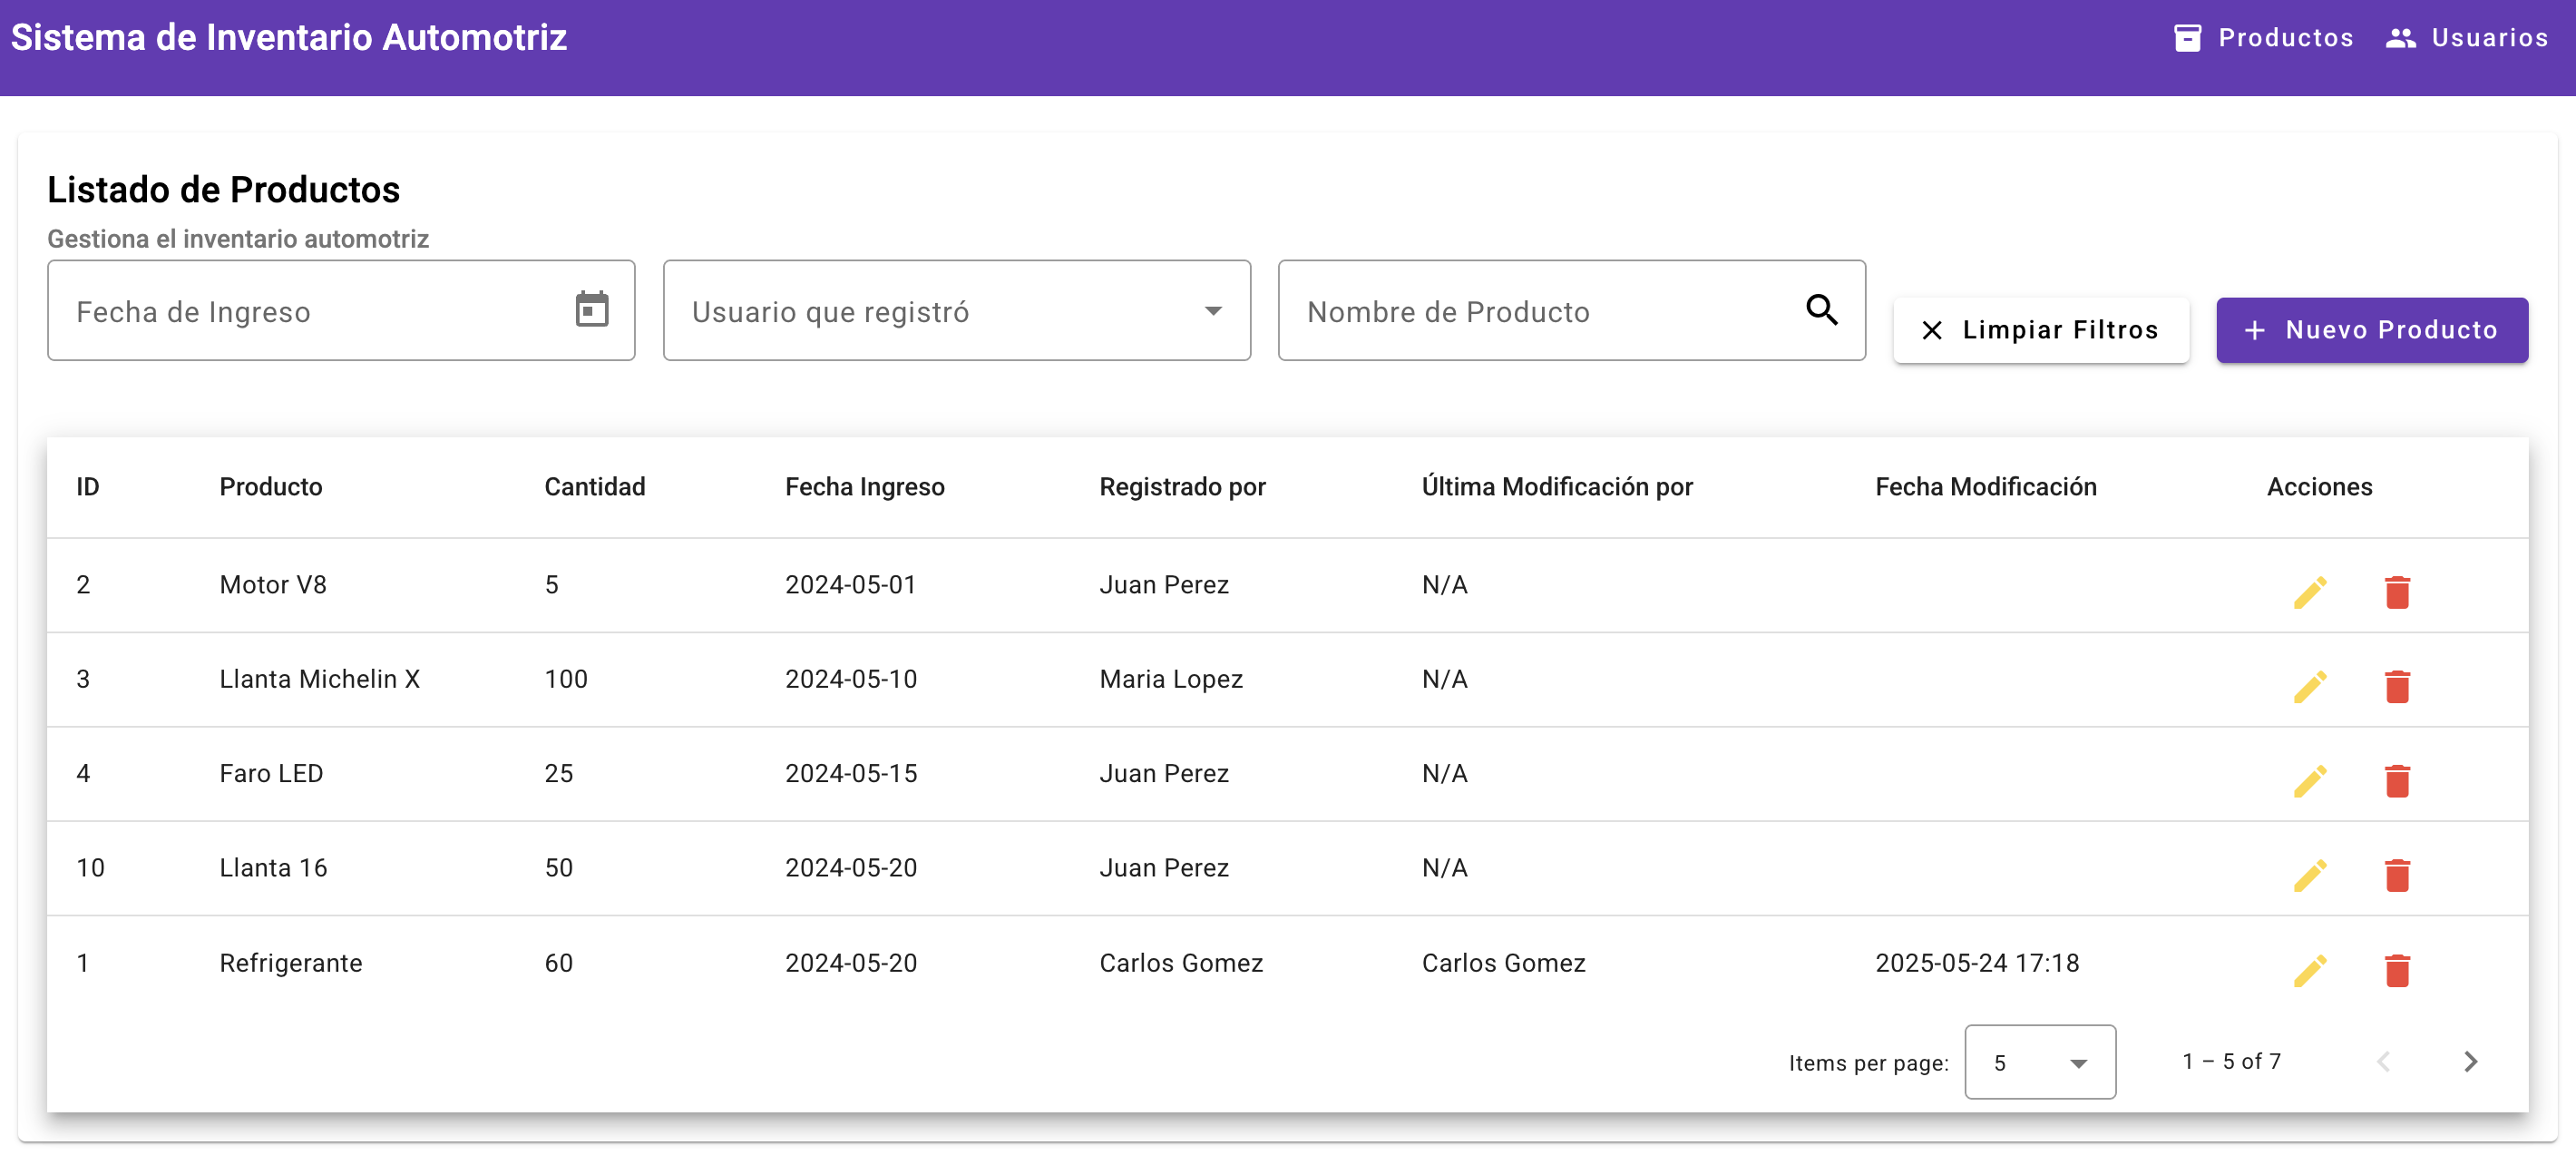 Sistema de Inventario Automotriz Productos Usuarios
Listado de Productos
Gestiona el inventario automotriz
Fecha de Ingreso Usuario que registró Nombre de Producto Limpiar Filtros Nuevo Producto
ID Producto Cantidad Fecha Ingreso Registrado por Última Modificación por Fecha Modificación Acciones
2 Motor V8 5 2024-05-01 Juan Perez N/A
3 Llanta Michelin X 100 2024-05-10 Maria Lopez N/A
4 Faro LED 25 2024-05-15 Juan Perez N/A
10 Llanta 16 50 2024-05-20 Juan Perez N/A
1 Refrigerante 60 2024-05-20 Carlos Gomez Carlos Gomez 2025-05-24 17:18
Items per page: 5 1 – 5 of 7